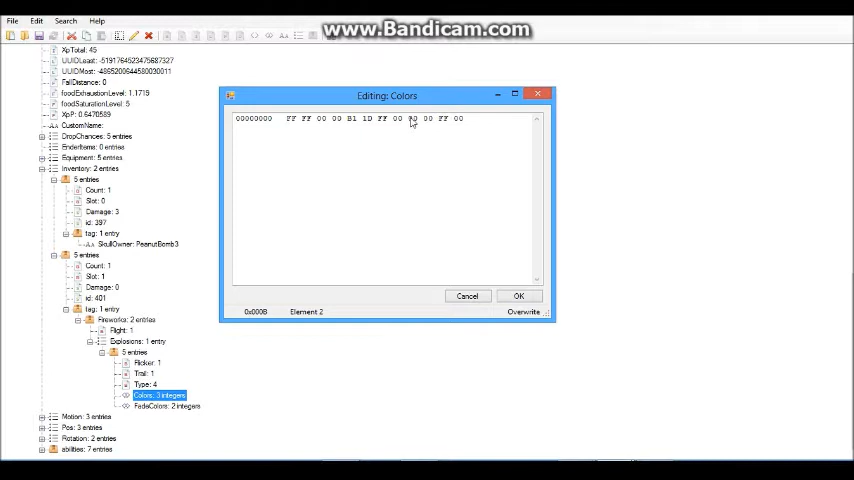 www.Bandicam.com
File Edit Search Help
XpTotal: 45
UUIDLeast: -5191764523475687327
UUIDMost: -4865200644580030011
FallDistance: 0
foodExhaustionLevel: 1.1719
foodSaturationLevel: 5
XpP: 0.6470589
CustomName:
DropChances: 5 entries
EnderItems: 0 entries
Equipment: 5 entries
Inventory: 2 entries
5 entries
Count: 1
Slot: 0
Damage: 3
id: 397
tag: 1 entry
SkullOwner: PeanutBomb3
5 entries
Count: 1
Slot: 1
Damage: 0
id: 401
tag: 1 entry
Fireworks: 2 entries
Flight: 1
Explosions: 1 entry
5 entries
Flicker: 1
Trail: 1
Type: 4
Colors: 3 integers
FadeColors: 2 integers
Motion: 3 entries
Pos: 3 entries
Rotation: 2 entries
abilities: 7 entries
Editing: Colors
00000000 FF FF 00 00 B1 1D FF 00 00 00 FF 00
Cancel OK
0x000B Element 2 Overwrite